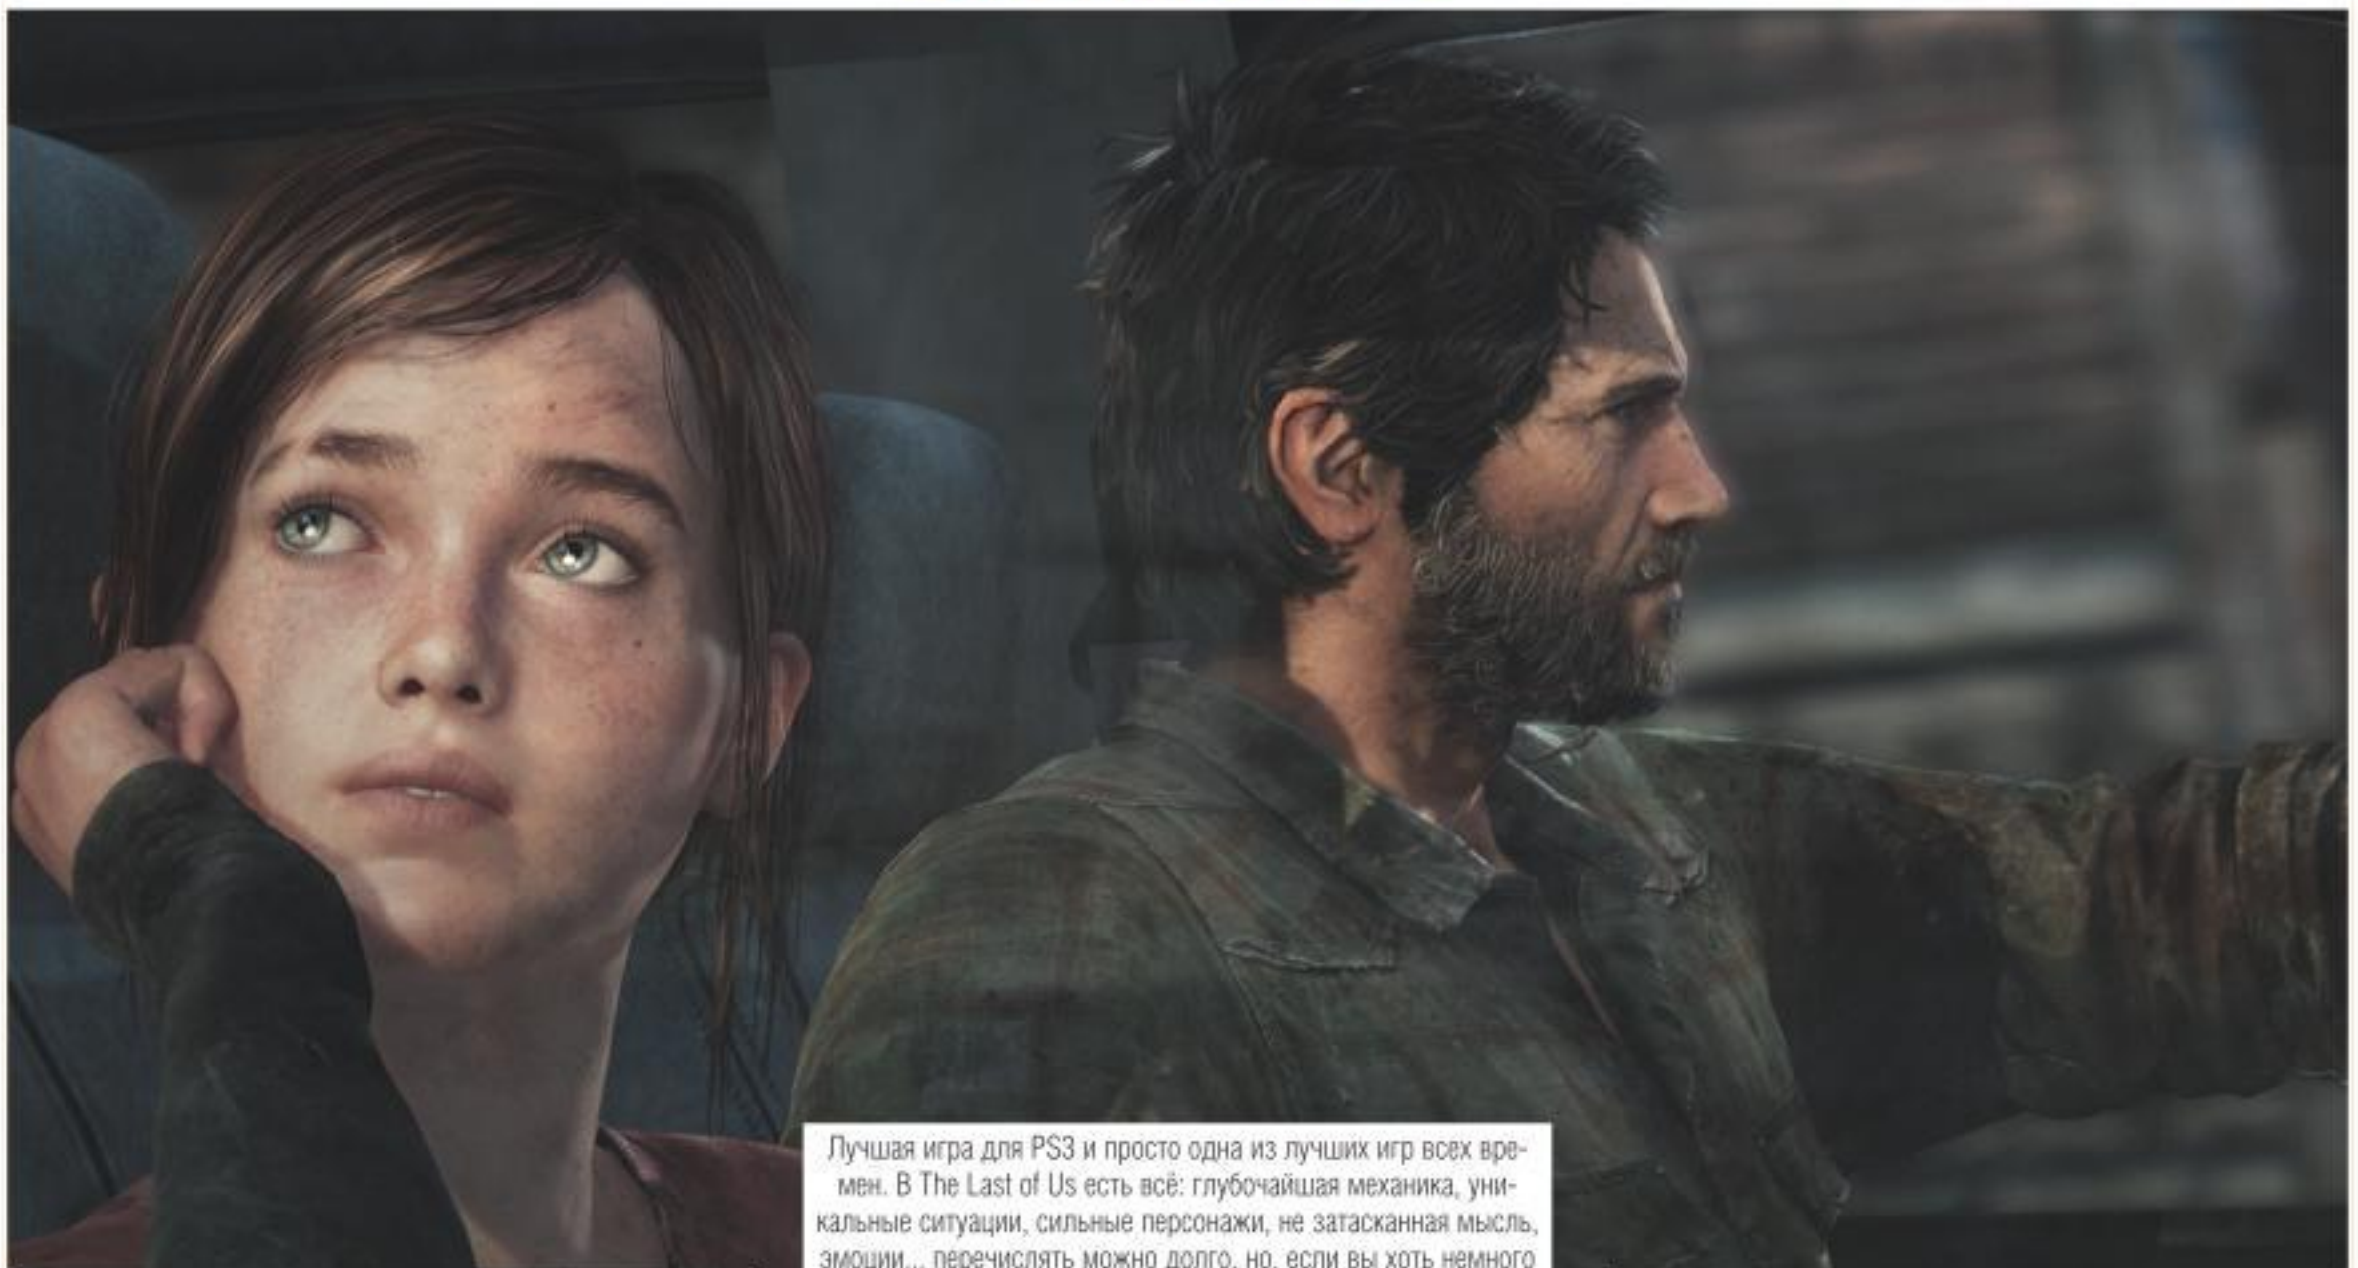 Лучшая игра для PS3 и просто одна из лучших игр всех вре-
мен. В The Last of Us есть всё: глубочайшая механика, уни-
кальные ситуации, сильные персонажи, не затасканная мысль,
эмоции... перечислять можно долго, но, если вы хоть немного